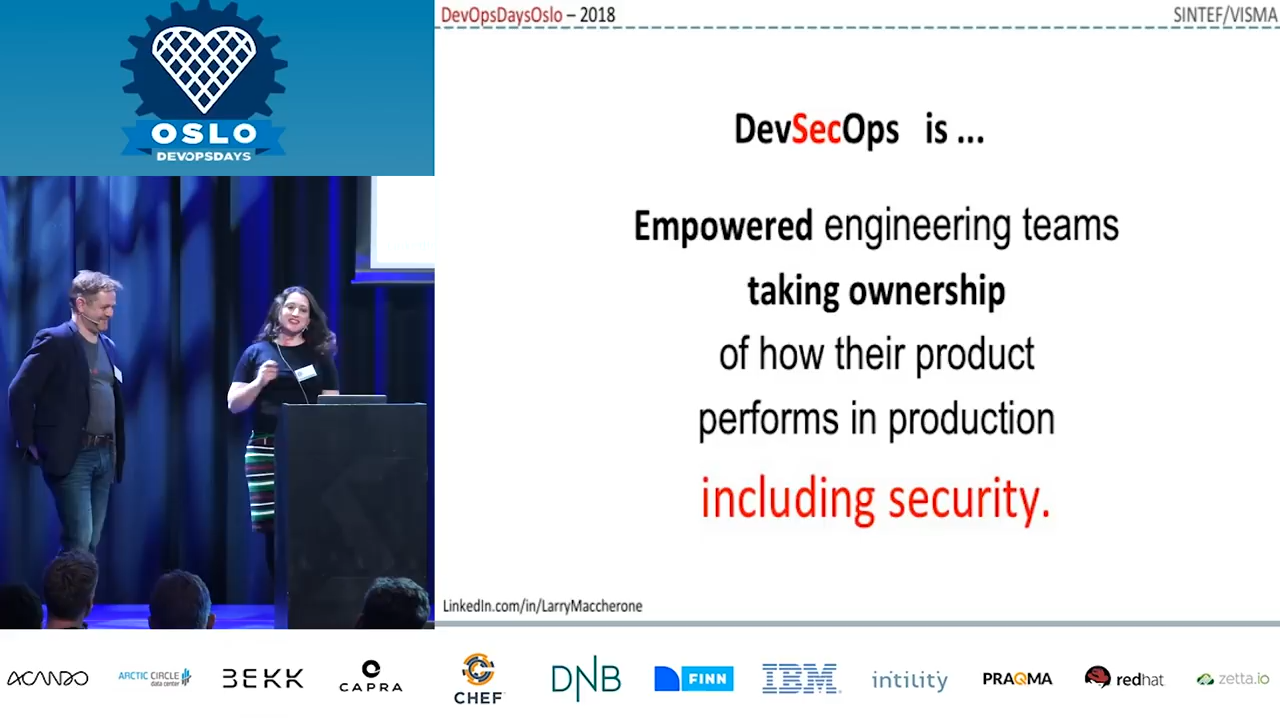 OSLO
DEVOPSDAYS
DevOpsDaysOslo – 2018
SINTEF/VISMA
DevSecOps is ...
Empowered engineering teams
taking ownership
of how their product
performs in production
including security.
LinkedIn.com/in/LarryMaccherone
ACANDO
ARCTIC CIRCLE
data center
BEKK
CAPRA
CHEF
DNB
FINN
IBM
intility
PRAQMA
redhat
zetta.io